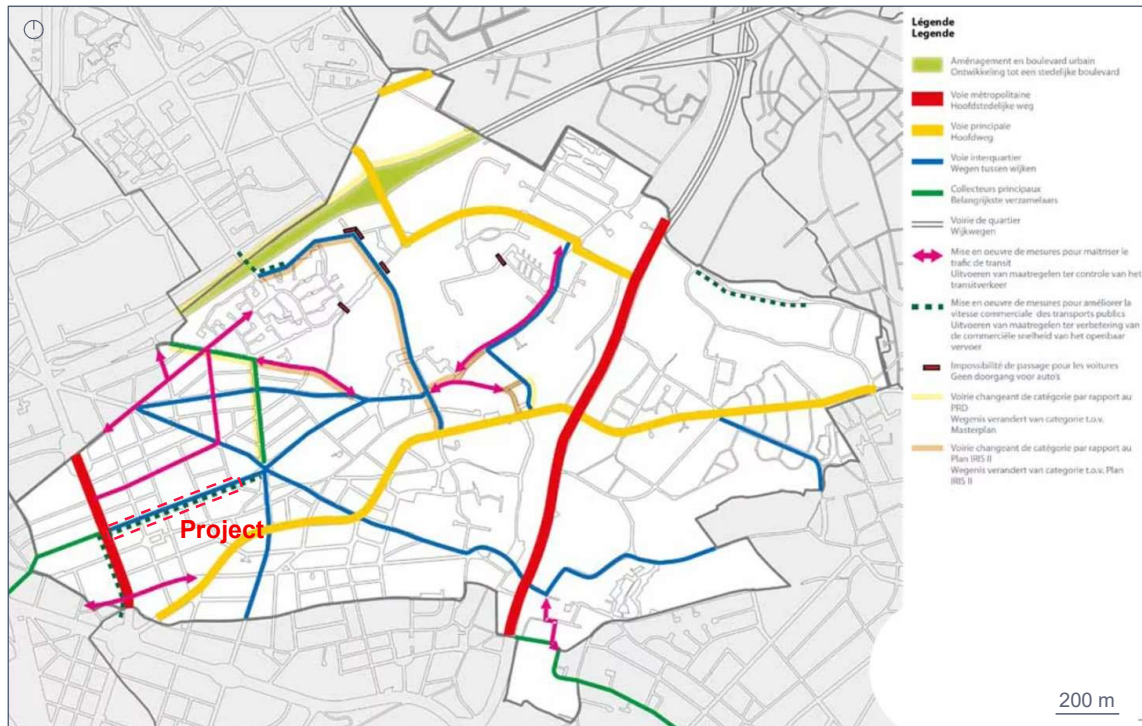 Légende
Legende
Aménagement en boulevard urbain
Ontwikkeling tot een stedelijke boulevard
Voie métropolitaine
Hoofdstedelijke weg
Voie principale
Hoofdweg
Voie interquartier
Wegen tussen wijken
Collecteurs principaux
Belangrijkste verzamelaars
Voirie de quartier
Wijkwegen
Mise en oeuvre de mesures pour maitriser le
trafic de transit
Uitvoeren van maatregelen ter controle van het
transitverkeer
Mise en oeuvre de mesures pour améliorer la
vitesse commerciale des transports publics
Uitvoeren van maatregelen ter verbetering van
de commerciële snelheid van het openbaar
vervoer
Impossibilité de passage pour les voitures
Geen doorgang voor auto's
Voirie changeant de catégorie par rapport au
PRD
Wegenis verandert van categorie t.o.v.
Masterplan
Voirie changeant de catégorie par rapport au
Plan IRIS II
Wegenis verandert van categorie t.o.v. Plan
IRIS II
Project
200 m